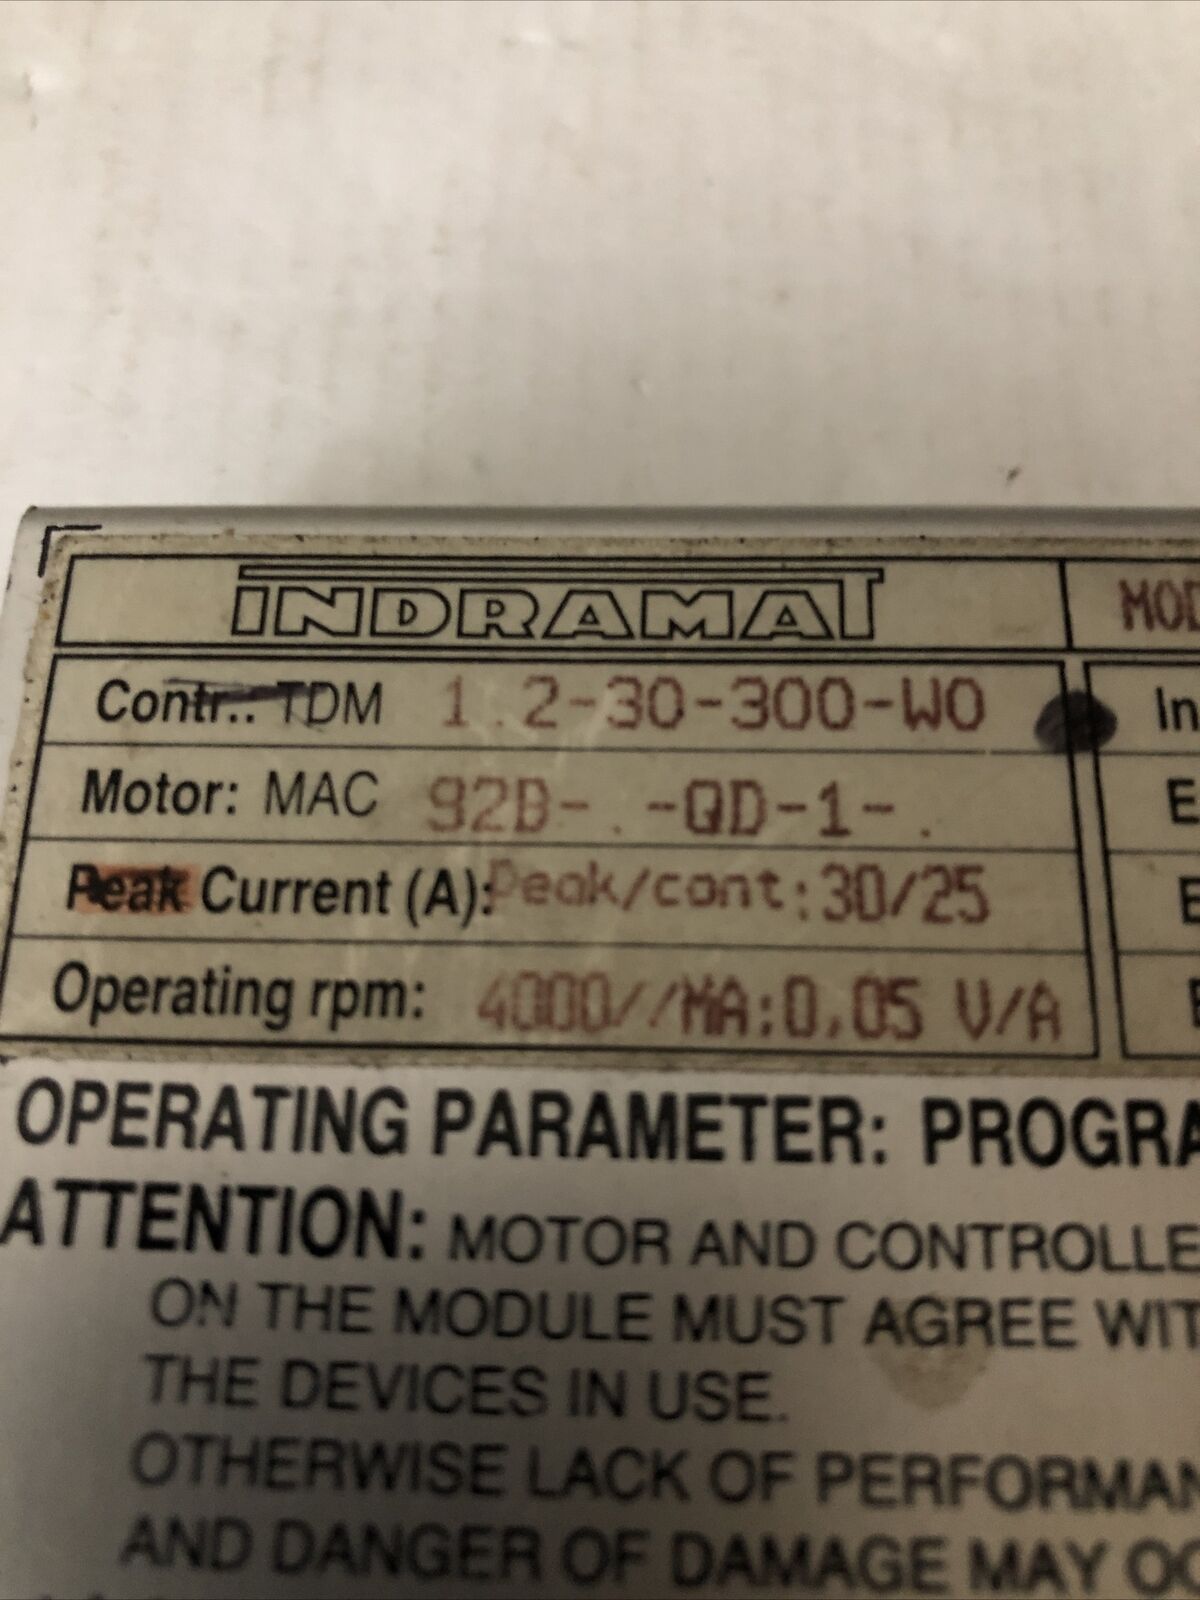 INDRAMAT MOD
Contr.. TDM 1.2-30-300-W0 In
Motor: MAC 92B-.-QD-1-. E
Peak Current (A): Peak/cont:30/25 E
Operating rpm: 4000//MA:0,05 V/A E
OPERATING PARAMETER: PROGRA
ATTENTION: MOTOR AND CONTROLLE
ON THE MODULE MUST AGREE WIT
THE DEVICES IN USE.
OTHERWISE LACK OF PERFORMAN
AND DANGER OF DAMAGE MAY OC